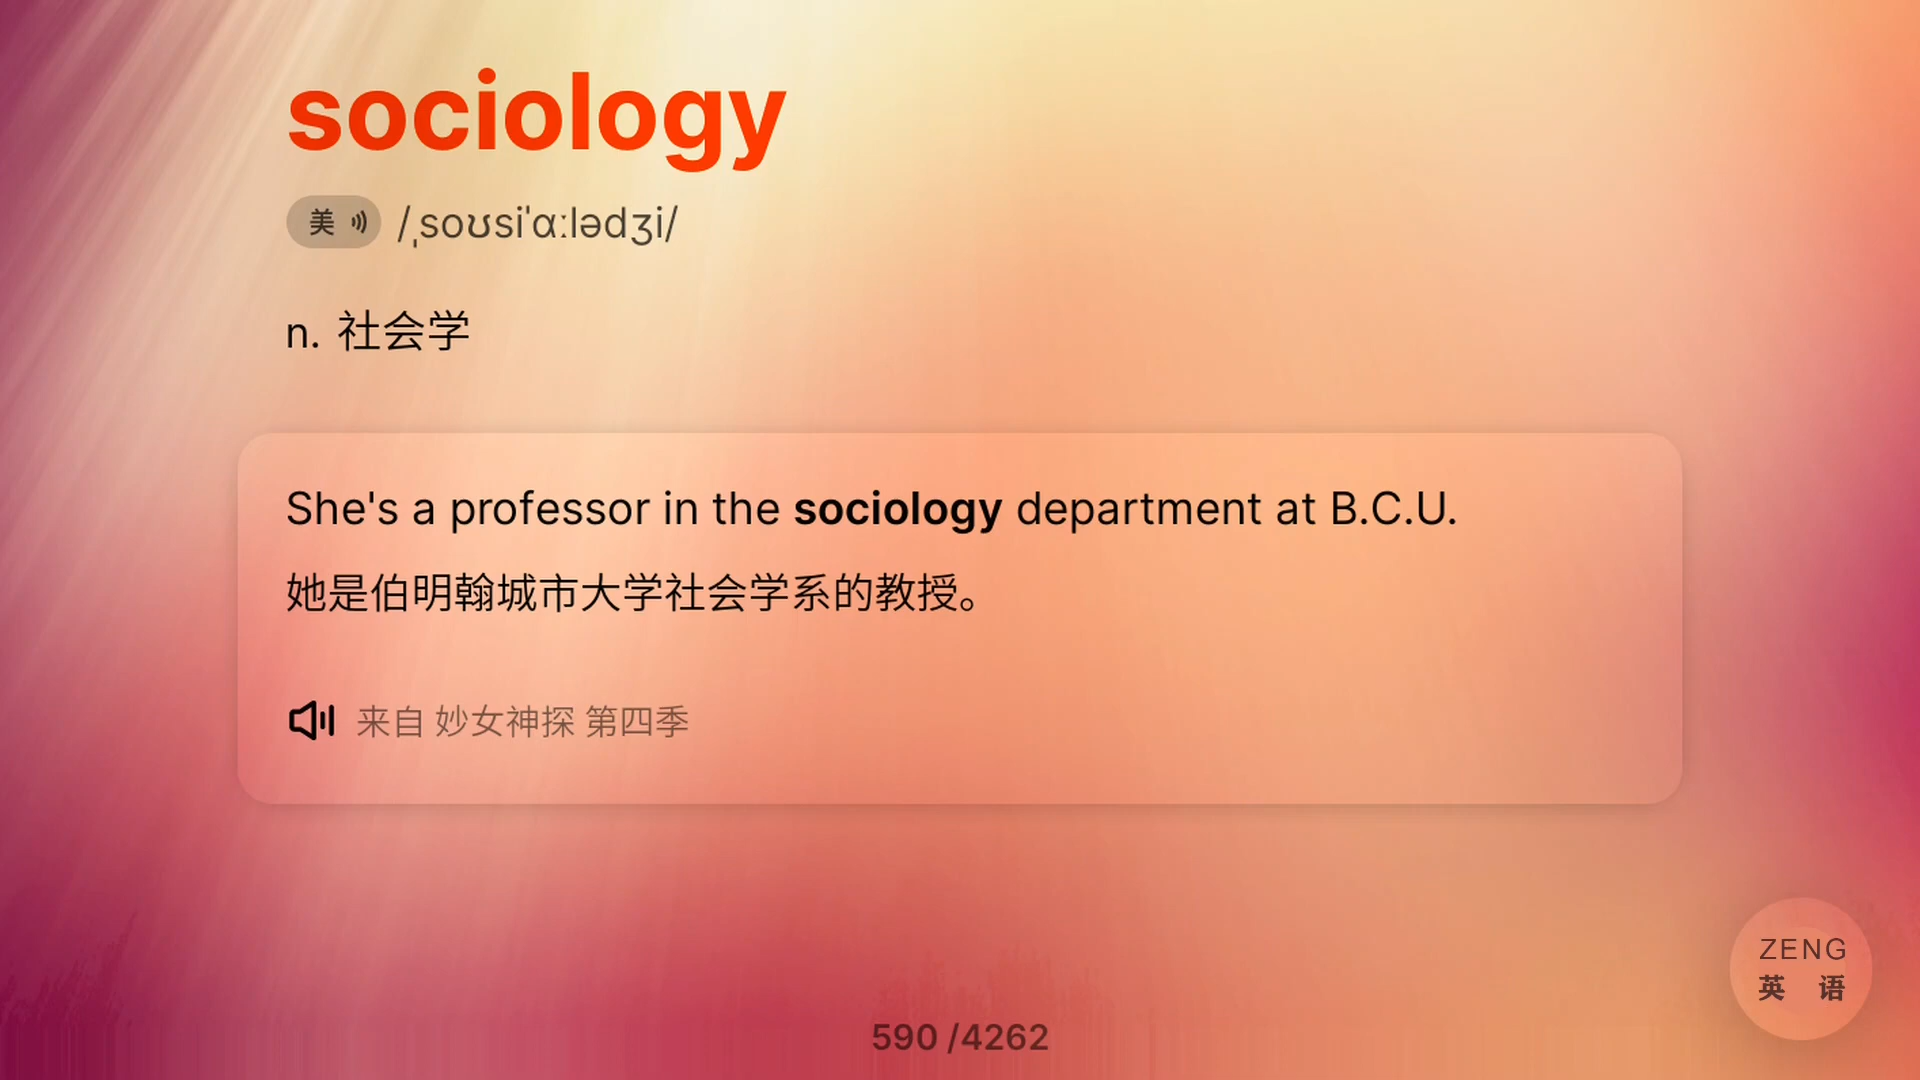 sociology
美 /ˌsoʊsiˈɑːlədʒi/
n. 社会学
She's a professor in the sociology department at B.C.U.
她是伯明翰城市大学社会学系的教授。
来自 妙女神探 第四季
ZENG
英 语
590 /4262